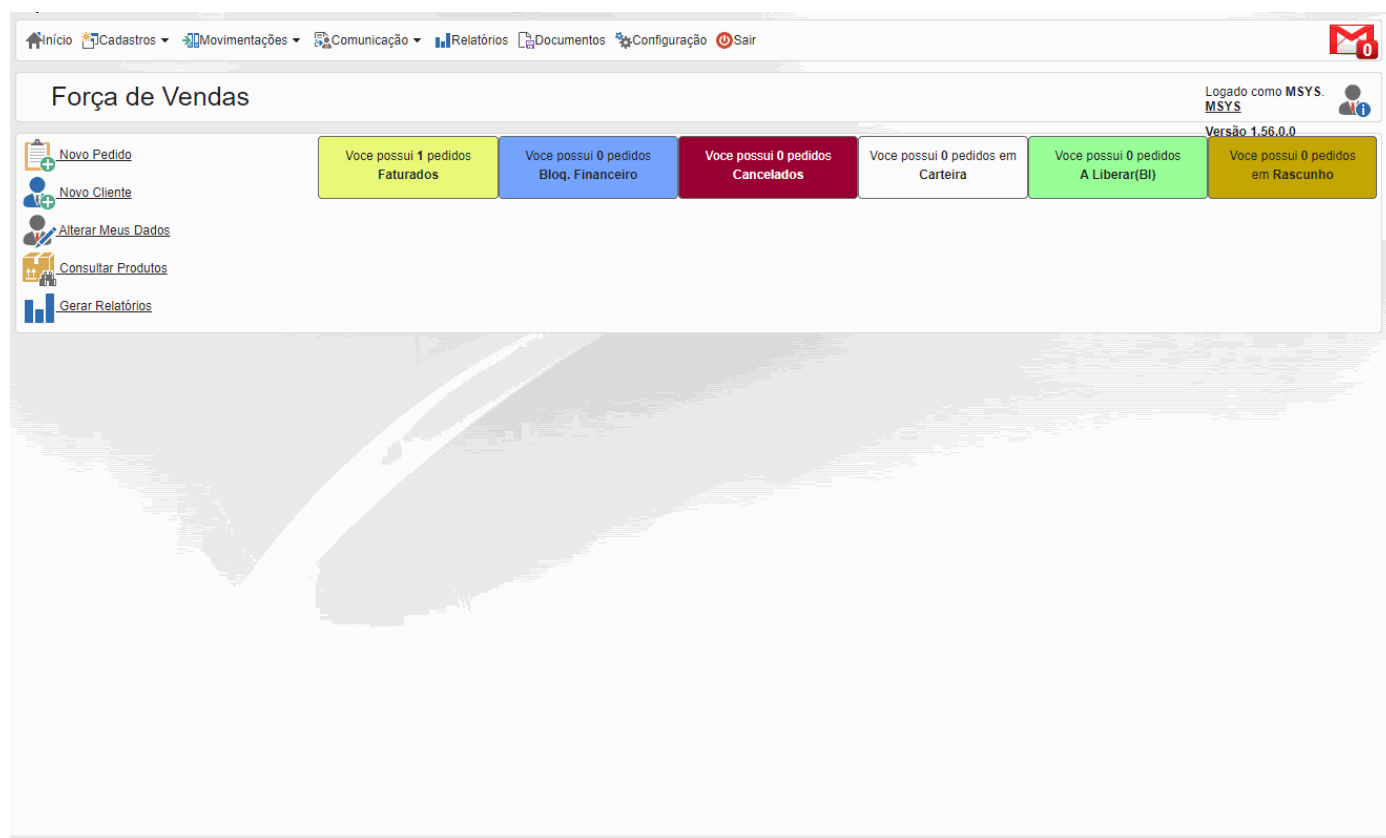 Início Cadastros Movimentações Comunicação Relatórios Documentos Configuração Sair
0
Força de Vendas
Logado como MSYS.
MSYS
Versão 1.56.0.0
Novo Pedido
Novo Cliente
Alterar Meus Dados
Consultar Produtos
Gerar Relatórios
Voce possui 1 pedidos
Faturados
Voce possui 0 pedidos
Bloq. Financeiro
Voce possui 0 pedidos
Cancelados
Voce possui 0 pedidos em
Carteira
Voce possui 0 pedidos
A Liberar(Bl)
Voce possui 0 pedidos
em Rascunho